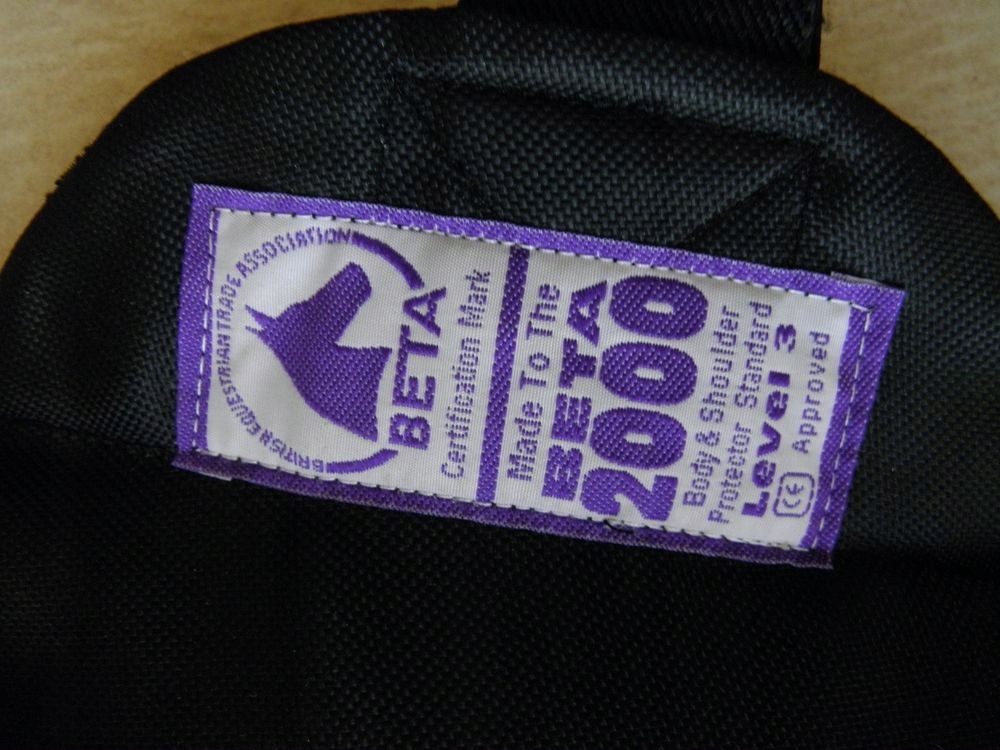 BRITISH EQUESTRIAN TRADE ASSOCIATION
BETA
Certification Mark
Made To The
BETA
2000
Body & Shoulder
Protector Standard
Level 3
CE Approved